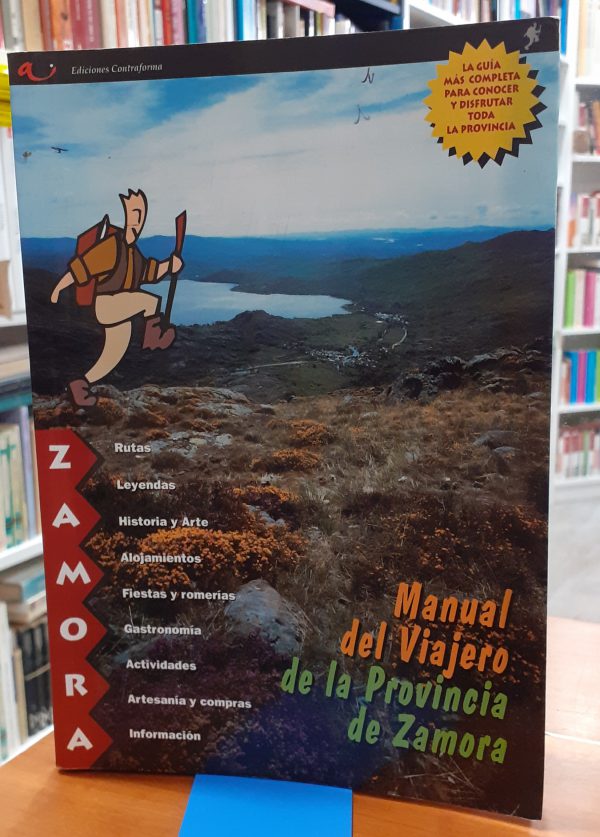 Ediciones Contraforma
LA GUÍA
MÁS COMPLETA
PARA CONOCER
Y DISFRUTAR
TODA
LA PROVINCIA
ZAMORA
Rutas
Leyendas
Historia y Arte
Alojamientos
Fiestas y romerías
Gastronomía
Actividades
Artesanía y compras
Información
Manual
del Viajero
de la Provincia
de Zamora